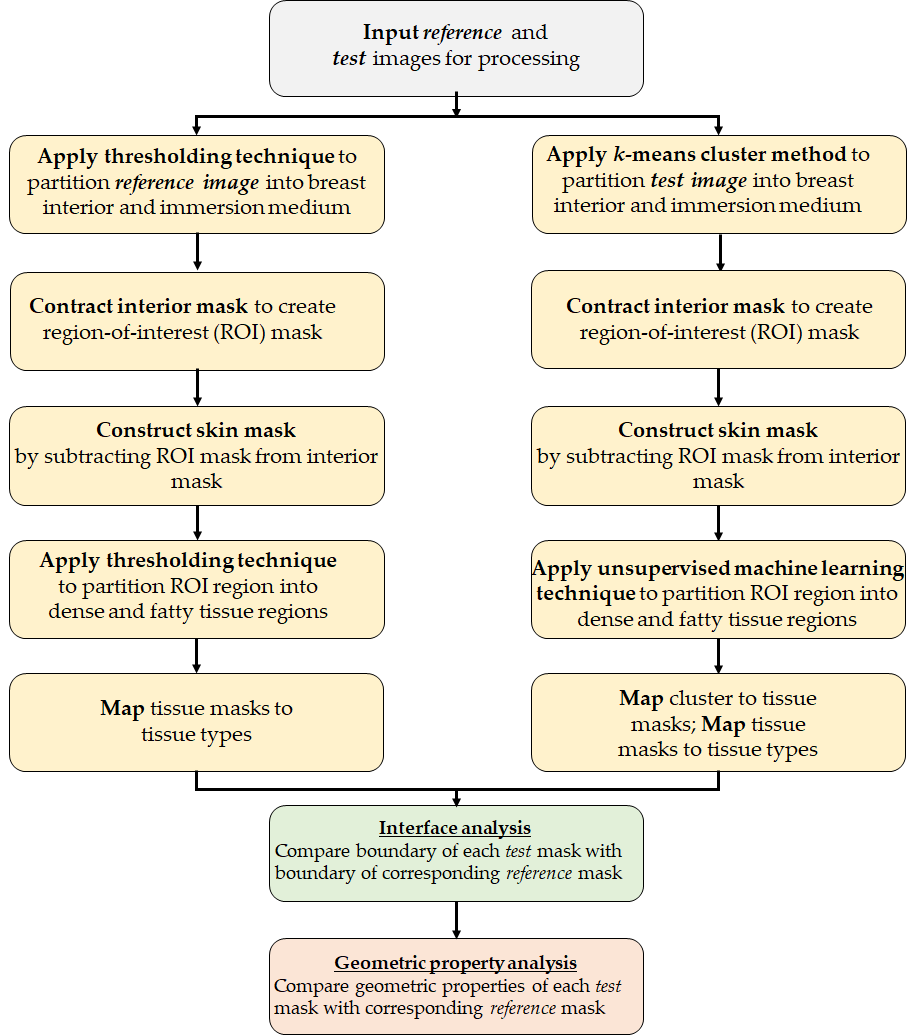 Input reference and
test images for processing
Apply thresholding technique to
partition reference image into breast
interior and immersion medium
Contract interior mask to create
region-of-interest (ROI) mask
Construct skin mask
by subtracting ROI mask from interior
mask
Apply thresholding technique
to partition ROI region into
dense and fatty tissue regions
Map tissue masks to
tissue types
Apply k-means cluster method to
partition test image into breast
interior and immersion medium
Contract interior mask to create
region-of-interest (ROI) mask
Construct skin mask
by subtracting ROI mask from interior
mask
Apply unsupervised machine learning
technique to partition ROI region into
dense and fatty tissue regions
Map cluster to tissue
masks; Map tissue
masks to tissue types
Interface analysis
Compare boundary of each test mask with
boundary of corresponding reference mask
Geometric property analysis
Compare geometric properties of each test
mask with corresponding reference mask